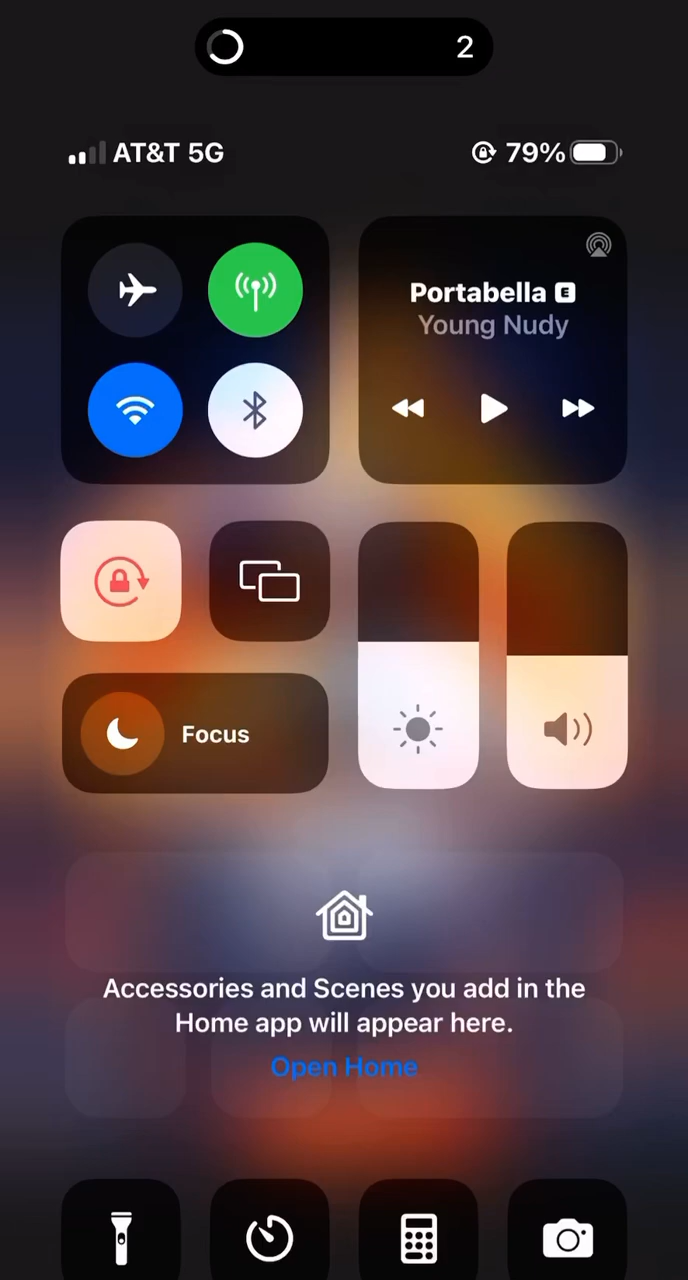 2
AT&T 5G 79%
Portabella E
Young Nudy
Focus
Accessories and Scenes you add in the
Home app will appear here.
Open Home